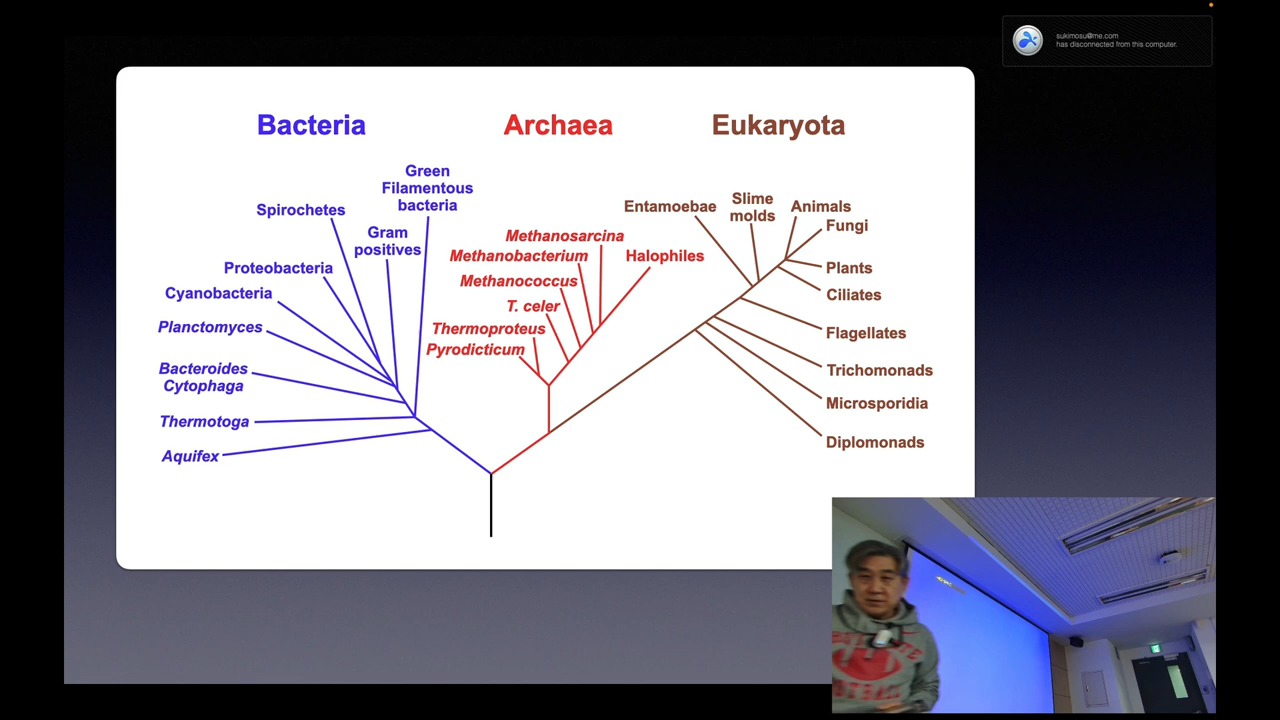 sukimosu@me.com
has disconnected from this computer.
Bacteria
Archaea
Eukaryota
Green
Filamentous
bacteria
Spirochetes
Gram
positives
Proteobacteria
Cyanobacteria
Planctomyces
Bacteroides
Cytophaga
Thermotoga
Aquifex
Methanosarcina
Methanobacterium
Halophiles
Methanococcus
T. celer
Thermoproteus
Pyrodicticum
Entamoebae
Slime
molds
Animals
Fungi
Plants
Ciliates
Flagellates
Trichomonads
Microsporidia
Diplomonads